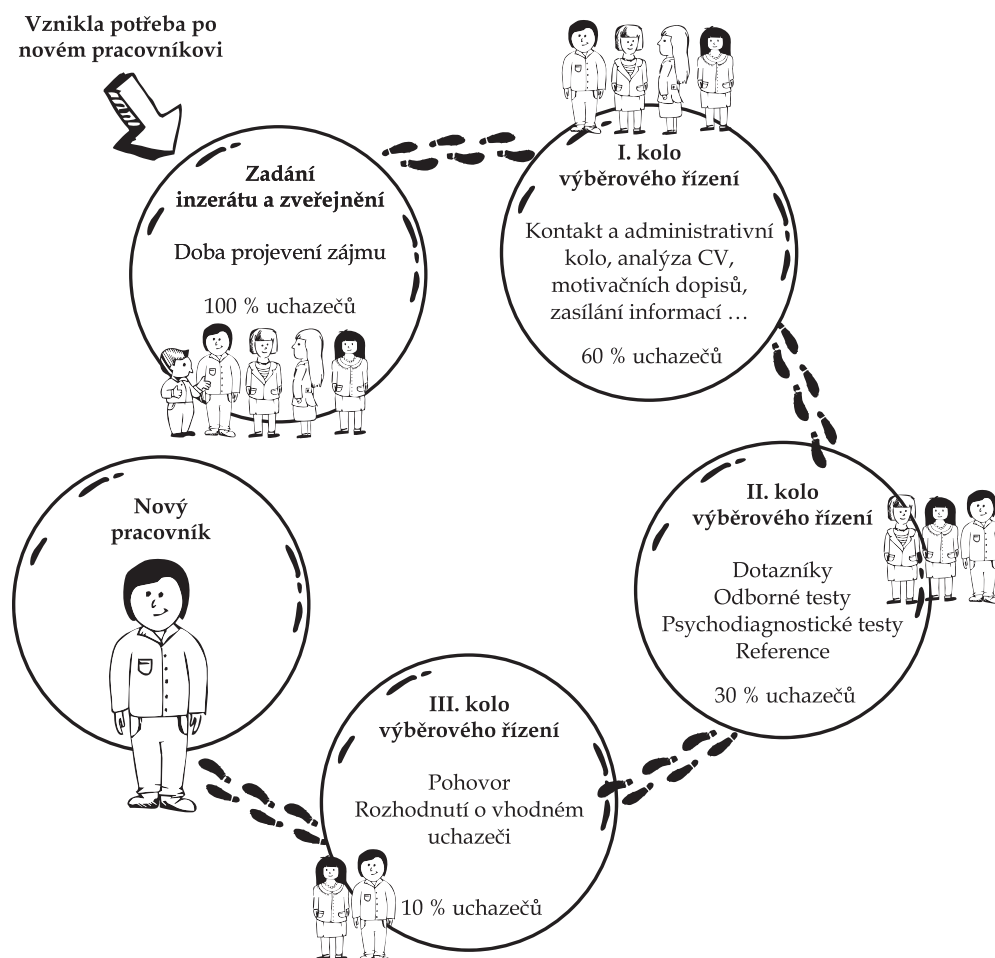 Vznikla potřeba po
novém pracovníkovi
Zadání
inzerátu a zveřejnění
Doba projevení zájmu
100 % uchazečů
I. kolo
výběrového řízení
Kontakt a administrativní
kolo, analýza CV,
motivačních dopisů,
zasílání informací …
60 % uchazečů
II. kolo
výběrového řízení
Dotazníky
Odborné testy
Psychodiagnostické testy
Reference
30 % uchazečů
III. kolo
výběrového řízení
Pohovor
Rozhodnutí o vhodném
uchazeči
10 % uchazečů
Nový
pracovník